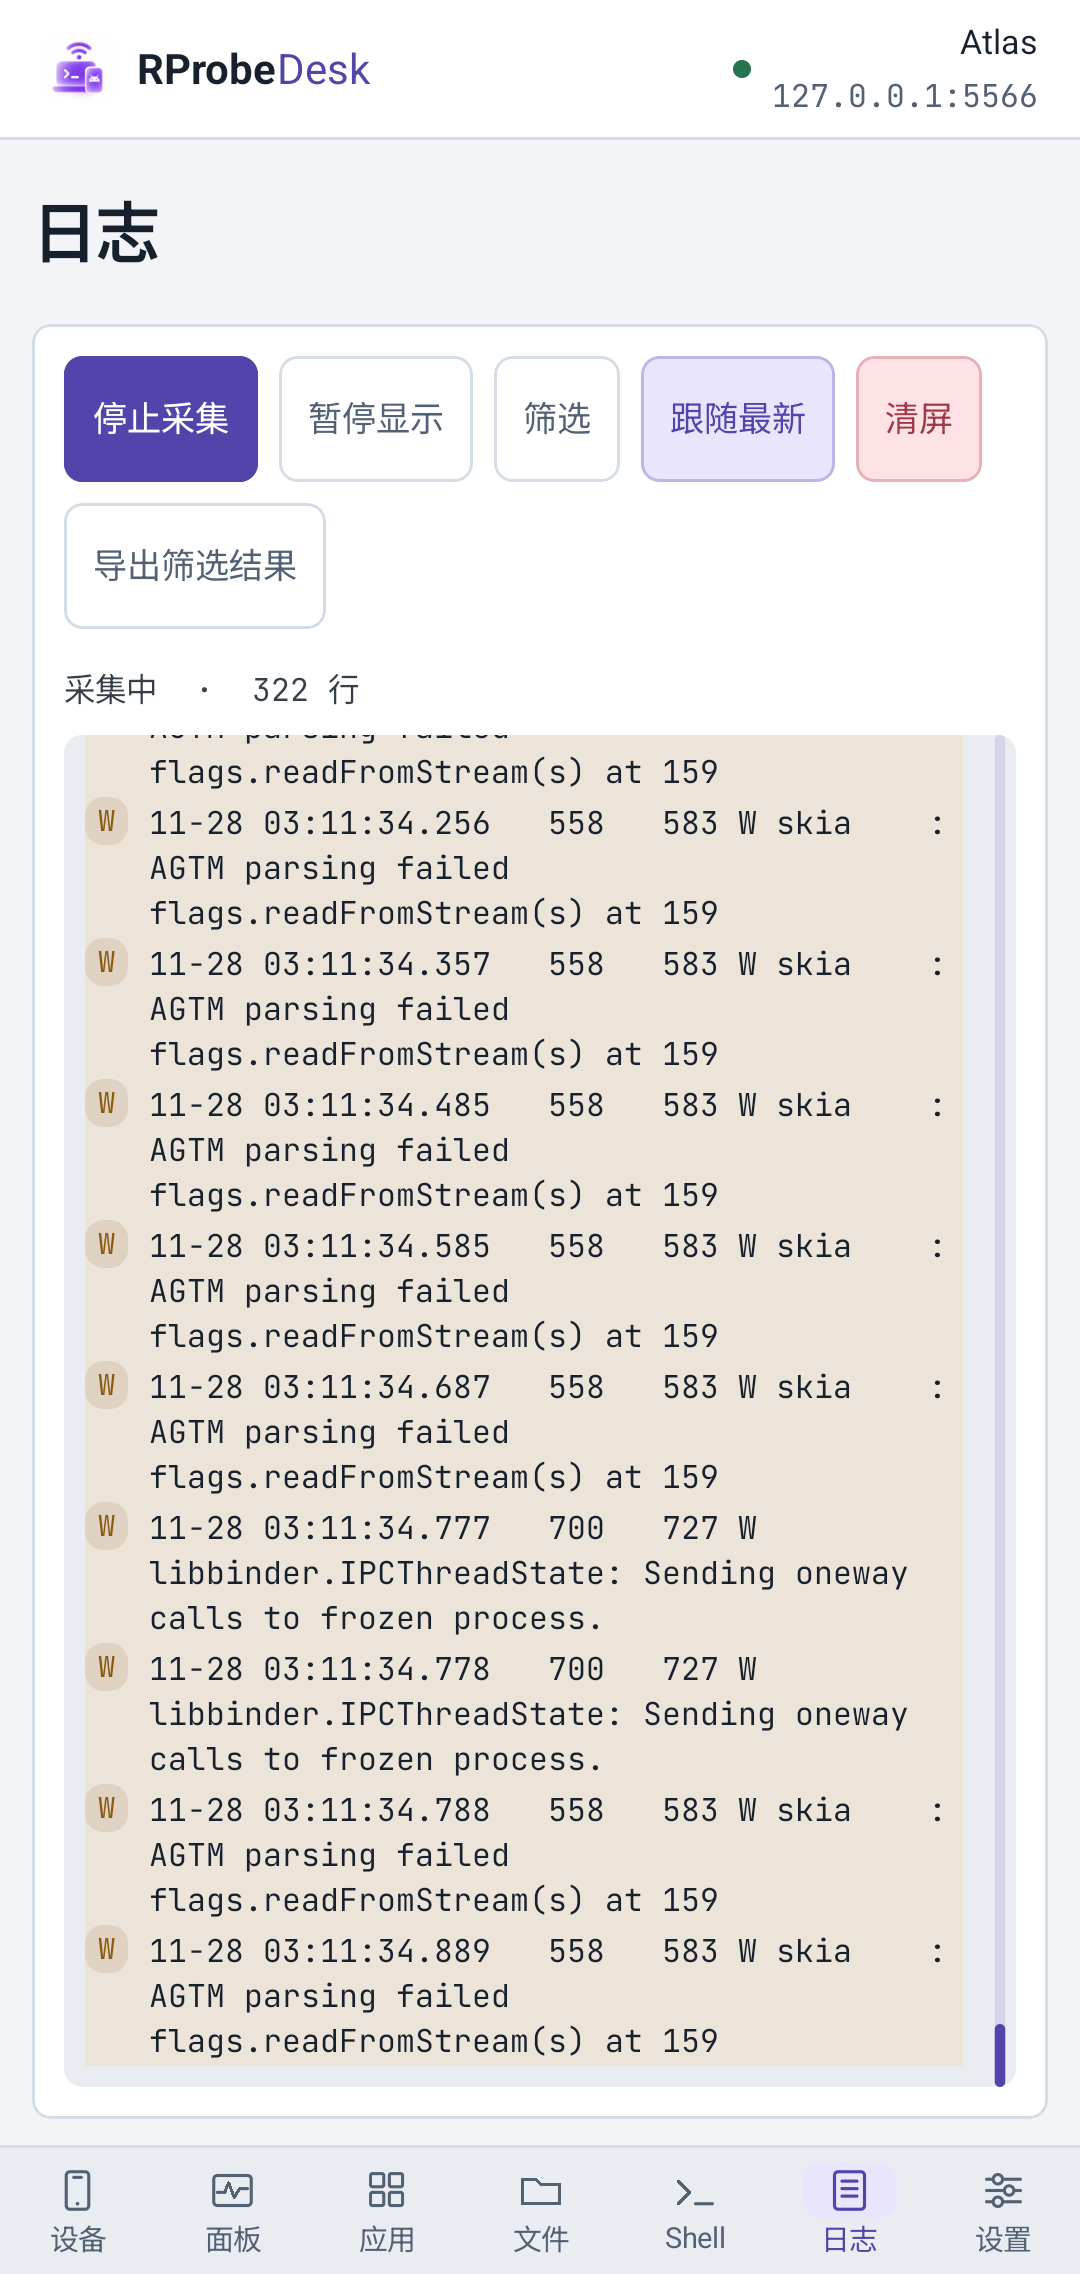 RProbeDesk
Atlas
127.0.0.1:5566
日志
停止采集 暂停显示 筛选 跟随最新 清屏
导出筛选结果
采集中 · 322 行
AGTM parsing failed
flags.readFromStream(s) at 159
W 11-28 03:11:34.256 558 583 W skia :
AGTM parsing failed
flags.readFromStream(s) at 159
W 11-28 03:11:34.357 558 583 W skia :
AGTM parsing failed
flags.readFromStream(s) at 159
W 11-28 03:11:34.485 558 583 W skia :
AGTM parsing failed
flags.readFromStream(s) at 159
W 11-28 03:11:34.585 558 583 W skia :
AGTM parsing failed
flags.readFromStream(s) at 159
W 11-28 03:11:34.687 558 583 W skia :
AGTM parsing failed
flags.readFromStream(s) at 159
W 11-28 03:11:34.777 700 727 W
libbinder.IPCThreadState: Sending oneway
calls to frozen process.
W 11-28 03:11:34.778 700 727 W
libbinder.IPCThreadState: Sending oneway
calls to frozen process.
W 11-28 03:11:34.788 558 583 W skia :
AGTM parsing failed
flags.readFromStream(s) at 159
W 11-28 03:11:34.889 558 583 W skia :
AGTM parsing failed
flags.readFromStream(s) at 159
设备 面板 应用 文件 Shell 日志 设置